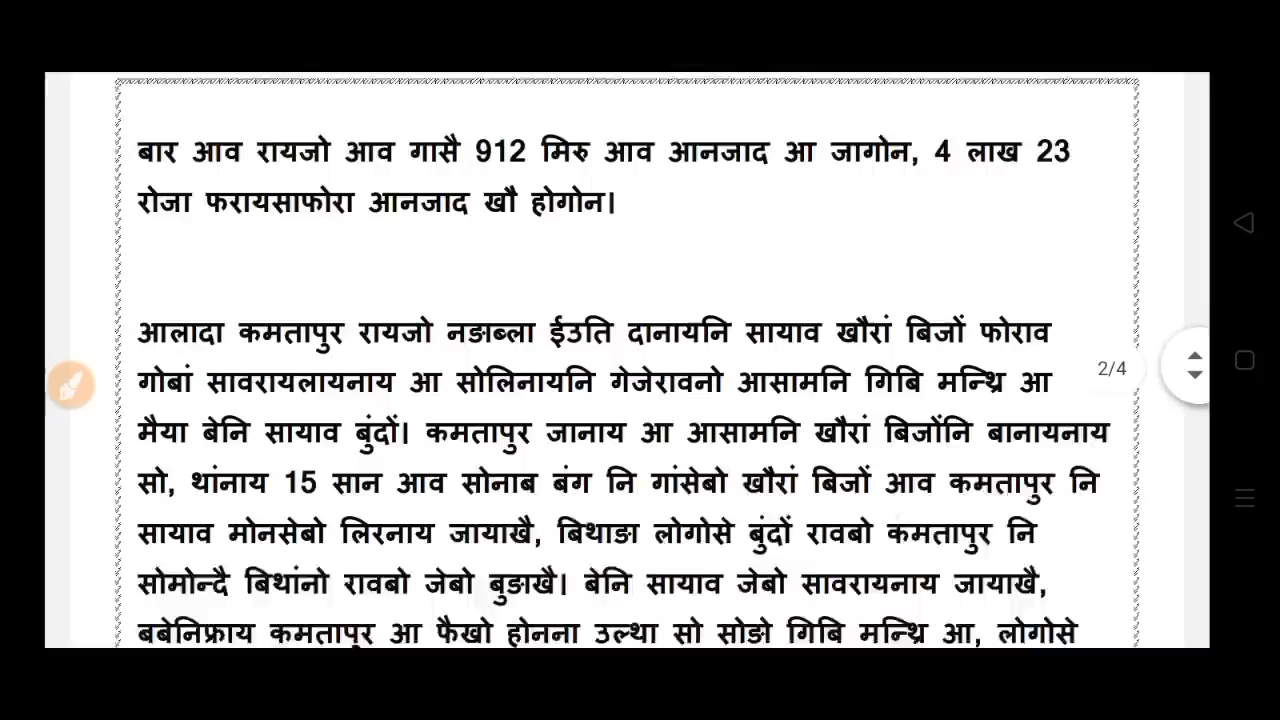 बार आव रायजो आव गासै 912 मिरु आव आनजाद आ जागोन, 4 लाख 23
रोजा फरायसाफोरा आनजाद खौ होगोन।
आलादा कमतापुर रायजो नङाब्ला ईउति दानायनि सायाव खौरां बिजों फोराव
गोबां सावरायलायनाय आ सोलिनायनि गेजेरावनो आसामनि गिबि मन्थ्रि आ
मैया बेनि सायाव बुंदों। कमतापुर जानाय आ आसामनि खौरां बिजोंनि बानायनाय
सो, थांनाय 15 सान आव सोनाब बंग नि गांसेबो खौरां बिजों आव कमतापुर नि
सायाव मोनसेबो लिरनाय जायाखै, बिथाङा लोगोसे बुंदों रावबो कमतापुर नि
सोमोन्दै बिथांनो रावबो जेबो बुङाखै। बेनि सायाव जेबो सावरायनाय जायाखै,
बबेनिफ्राय कमतापुर आ फैखो होनना उल्था सो सोङो गिबि मन्थ्रि आ, लोगोसे
2/4